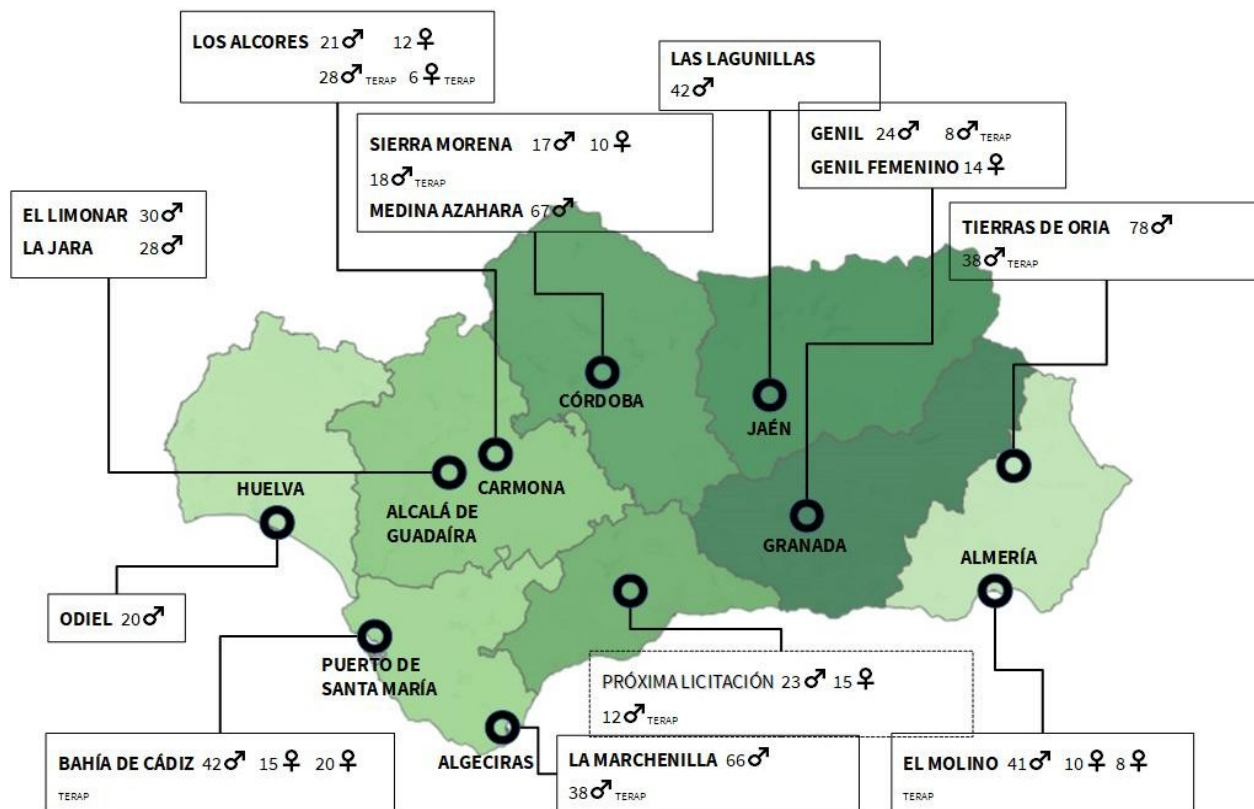 LOS ALCORES 21♂ 12♀
28♂ TERAP 6♀ TERAP
LAS LAGUNILLAS
42♂
SIERRA MORENA 17♂ 10♀
18♂ TERAP
MEDINA AZAHARA 67♂
GENIL 24♂ 8♂ TERAP
GENIL FEMENINO 14♀
EL LIMONAR 30♂
LA JARA 28♂
TIERRAS DE ORIA 78♂
38♂ TERAP
CÓRDOBA
JAÉN
HUELVA
ALCALÁ DE
GUADAÍRA
CARMONA
GRANADA
ALMERÍA
ODIEL 20♂
PUERTO DE
SANTA MARÍA
PRÓXIMA LICITACIÓN 23♂ 15♀
12♂ TERAP
ALGECIRAS
BAHÍA DE CÁDIZ 42♂ 15♀ 20♀
TERAP
LA MARCHENILLA 66♂
38♂ TERAP
EL MOLINO 41♂ 10♀ 8♀
TERAP